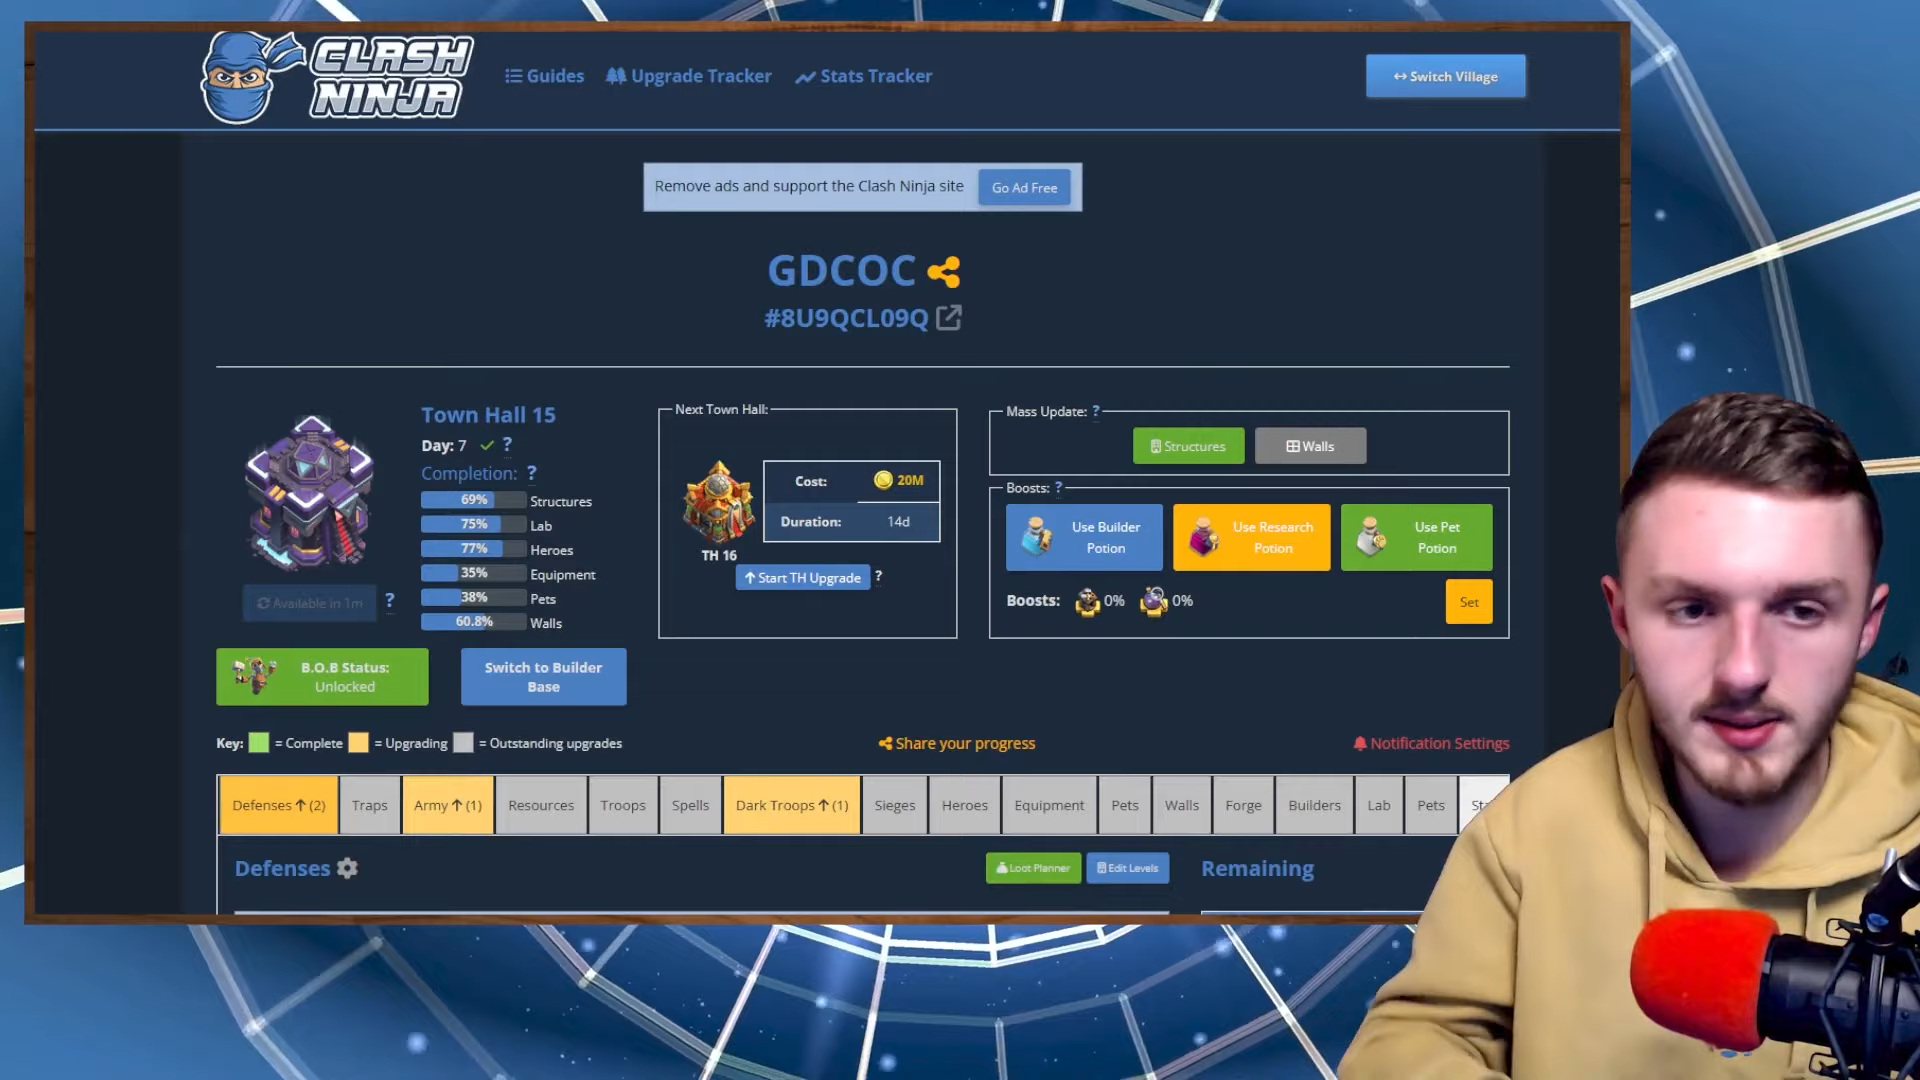 CLASH
NINJA
Guides
Upgrade Tracker
Stats Tracker
Switch Village
Remove ads and support the Clash Ninja site
Go Ad Free
GDCOC
#8U9QCL09Q
Town Hall 15
Day: 7 ?
Completion: ?
69% Structures
75% Lab
77% Heroes
35% Equipment
38% Pets
60.8% Walls
Available in 1m ?
Next Town Hall:
TH 16
Cost: 20M
Duration: 14d
Start TH Upgrade ?
Mass Update: ?
Structures
Walls
Boosts: ?
Use Builder
Potion
Use Research
Potion
Use Pet
Potion
Boosts: 0% 0%
Set
B.O.B Status:
Unlocked
Switch to Builder
Base
Key: = Complete = Upgrading = Outstanding upgrades
Share your progress
Notification Settings
Defenses (2)
Traps
Army (1)
Resources
Troops
Spells
Dark Troops (1)
Sieges
Heroes
Equipment
Pets
Walls
Forge
Builders
Lab
Pets
Defenses
Loot Planner
Edit Levels
Remaining